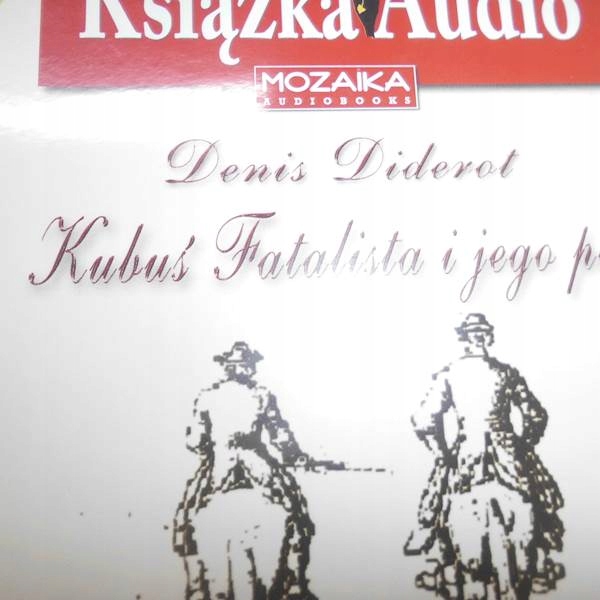 Książka Audio
MOZAIKA
AUDIOBOOKS
Denis Diderot
Kubuś Fatalista i jego